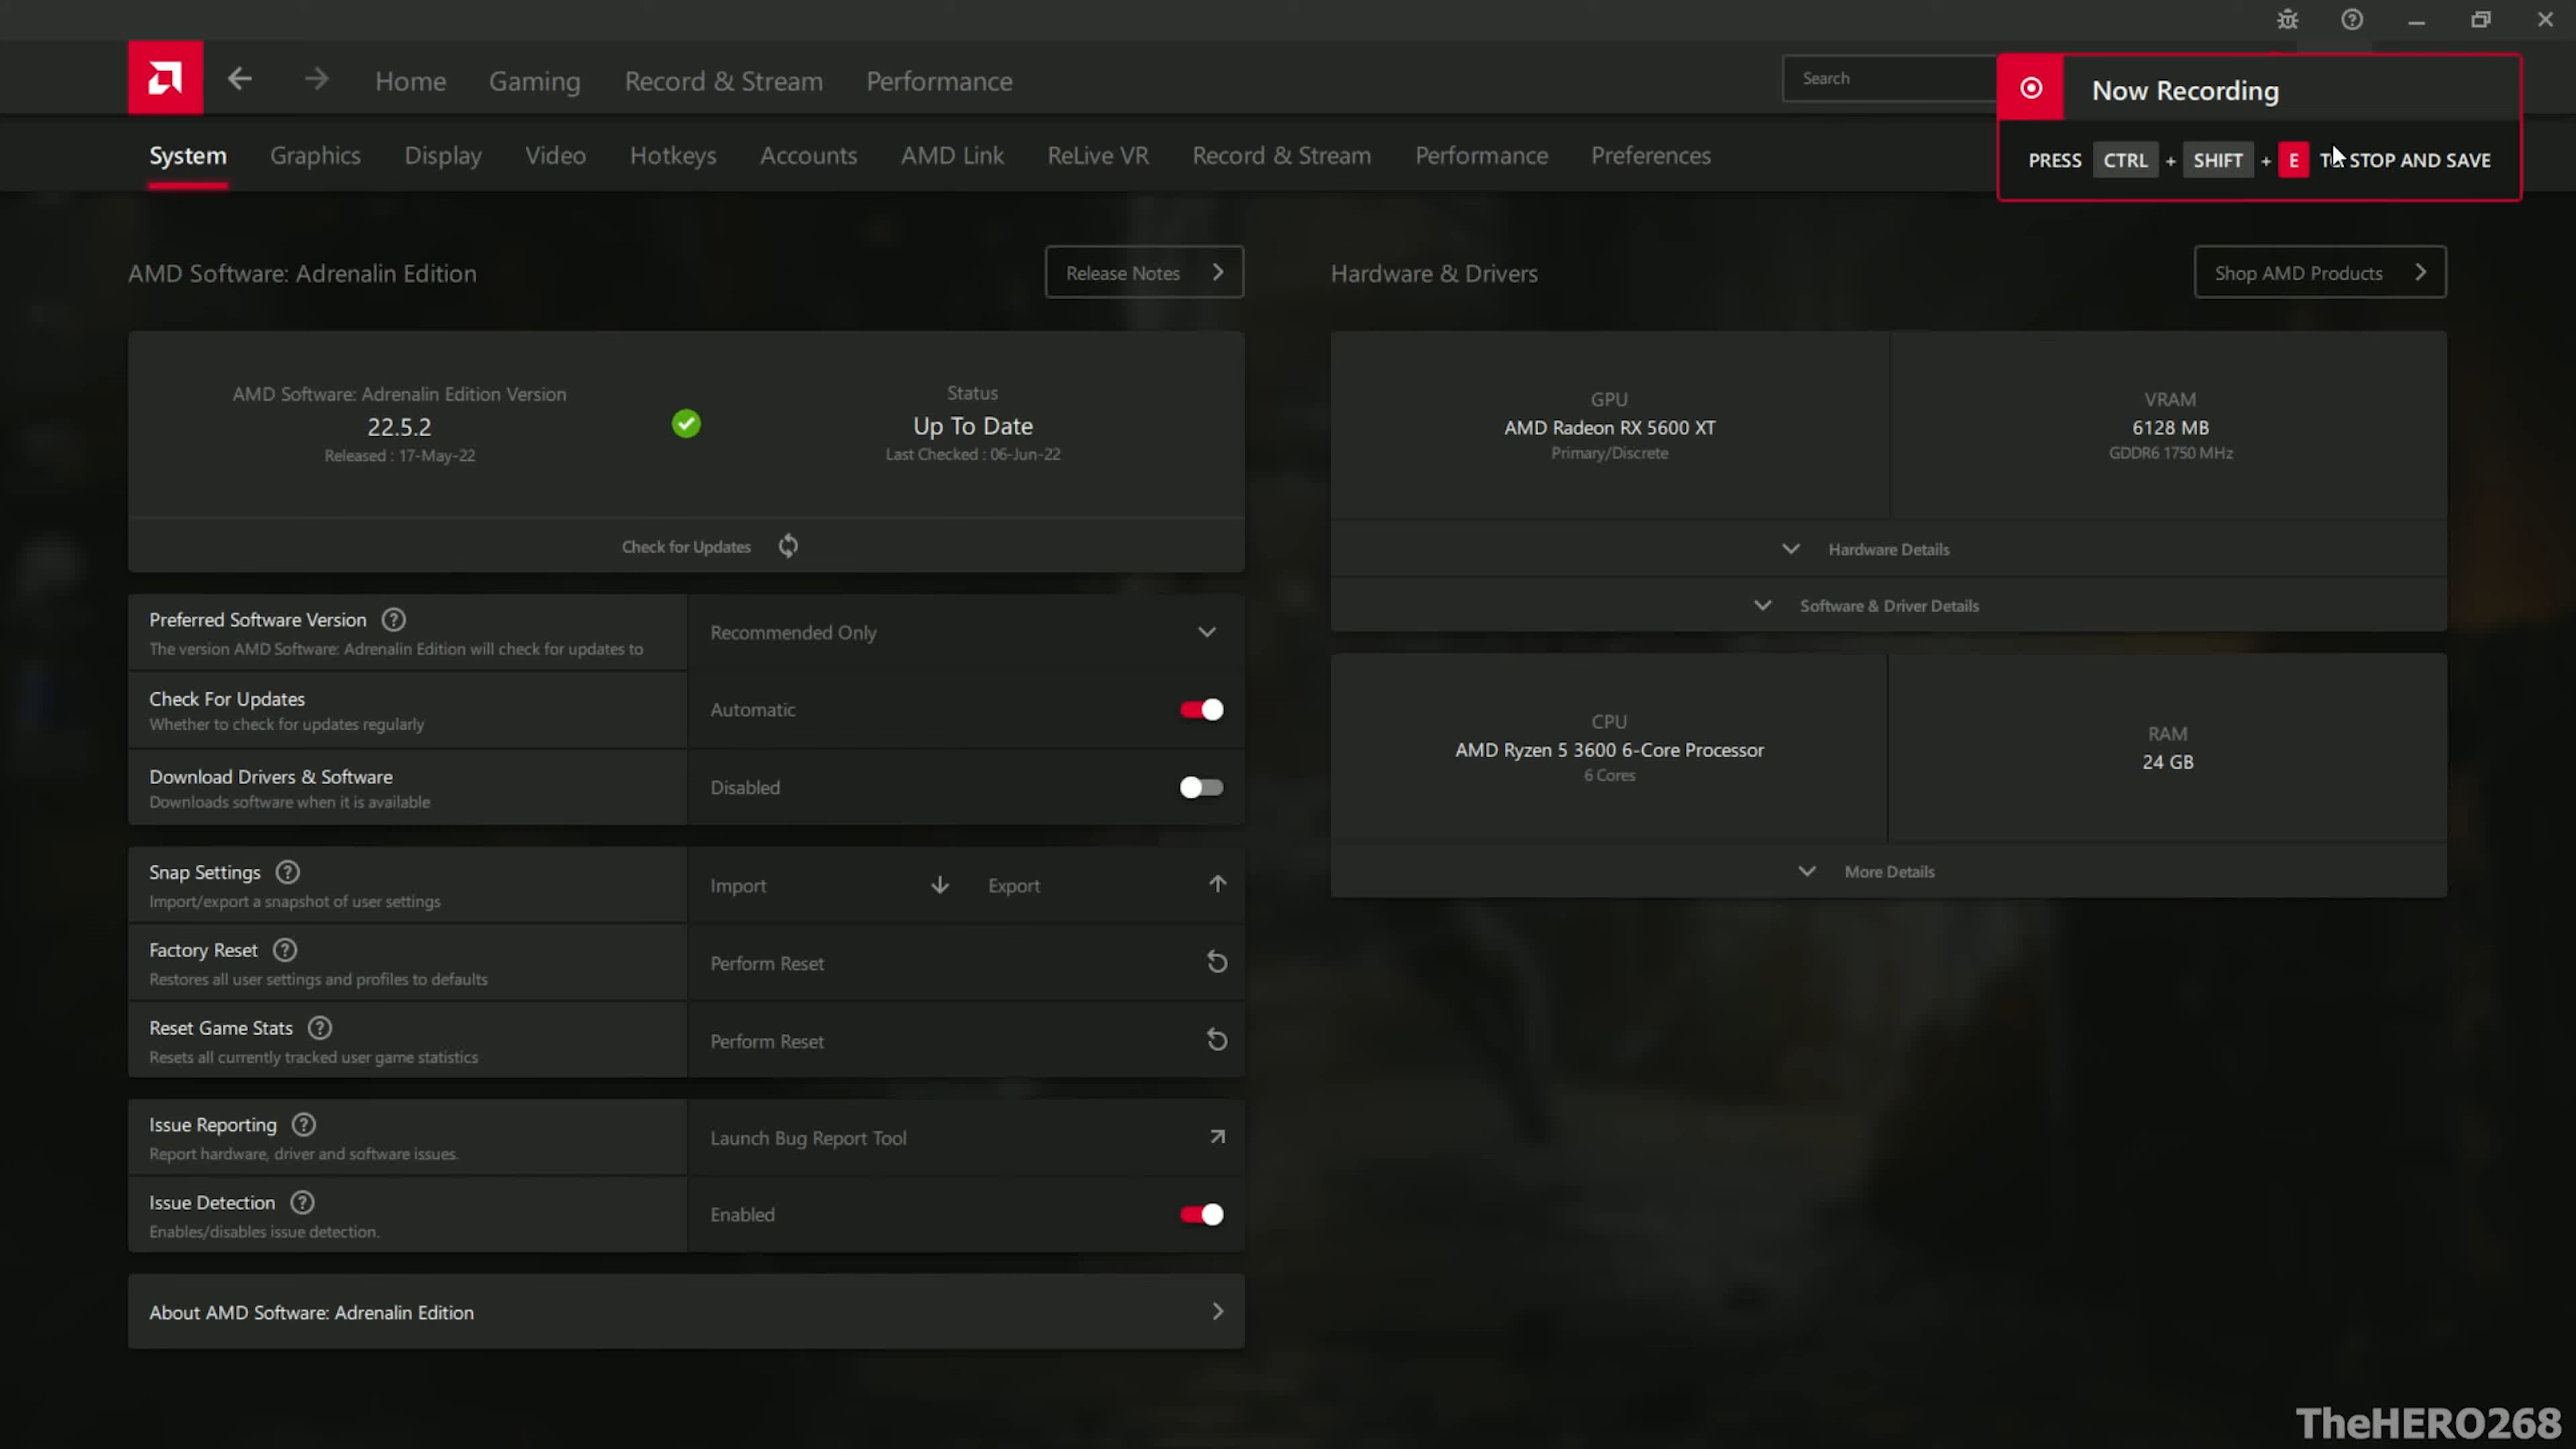 Home Gaming Record & Stream Performance
Search
Now Recording
PRESS CTRL + SHIFT + E TO STOP AND SAVE
System Graphics Display Video Hotkeys Accounts AMD Link ReLive VR Record & Stream Performance Preferences
AMD Software: Adrenalin Edition
Release Notes
AMD Software: Adrenalin Edition Version
22.5.2
Released : 17-May-22
Status
Up To Date
Last Checked : 06-Jun-22
Check for Updates
Preferred Software Version
The version AMD Software: Adrenalin Edition will check for updates to
Recommended Only
Check For Updates
Whether to check for updates regularly
Automatic
Download Drivers & Software
Downloads software when it is available
Disabled
Snap Settings
Import/export a snapshot of user settings
Import
Export
Factory Reset
Restores all user settings and profiles to defaults
Perform Reset
Reset Game Stats
Resets all currently tracked user game statistics
Perform Reset
Issue Reporting
Report hardware, driver and software issues.
Launch Bug Report Tool
Issue Detection
Enables/disables issue detection.
Enabled
About AMD Software: Adrenalin Edition
Hardware & Drivers
Shop AMD Products
GPU
AMD Radeon RX 5600 XT
Primary/Discrete
VRAM
6128 MB
GDDR6 1750 MHz
Hardware Details
Software & Driver Details
CPU
AMD Ryzen 5 3600 6-Core Processor
6 Cores
RAM
24 GB
More Details
TheHERO268